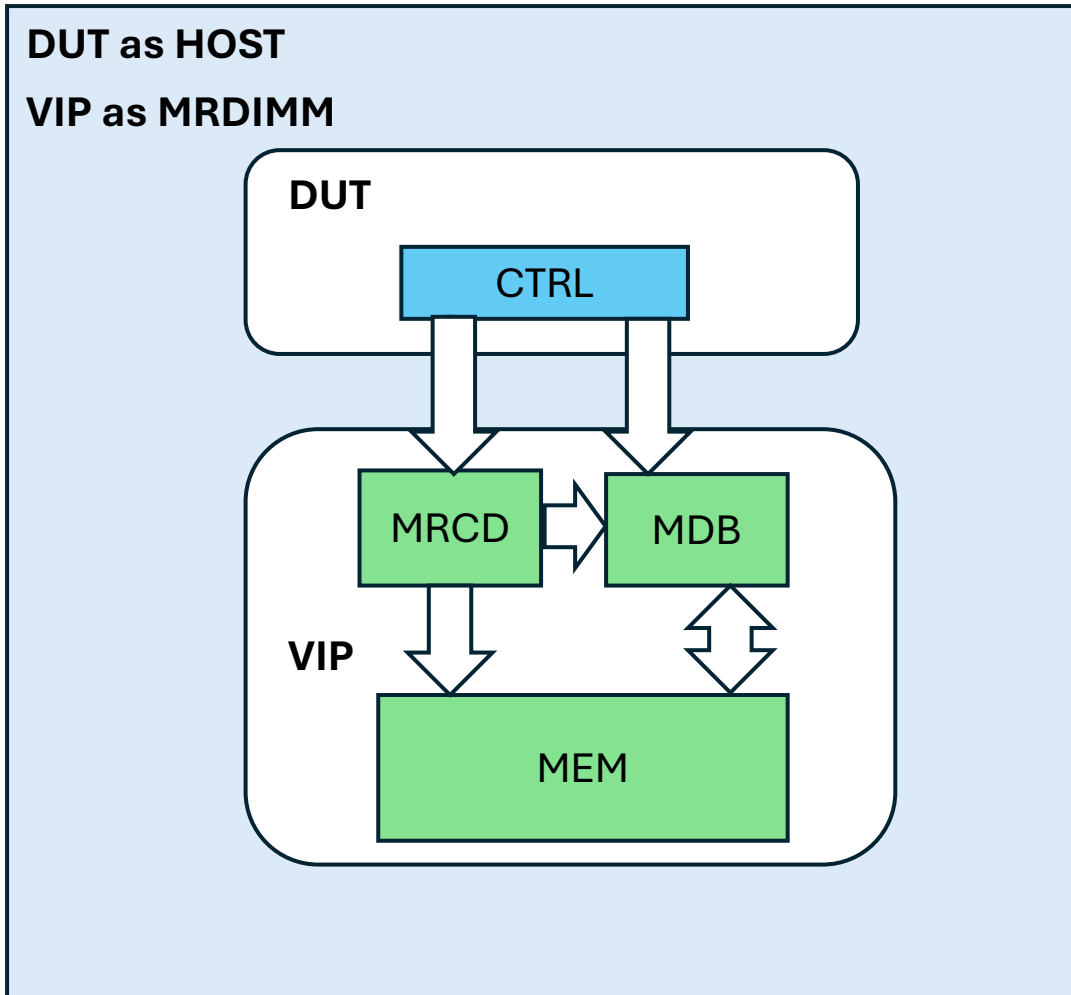 DUT as HOST
VIP as MRDIMM
DUT
CTRL
MRCD
MDB
VIP
MEM